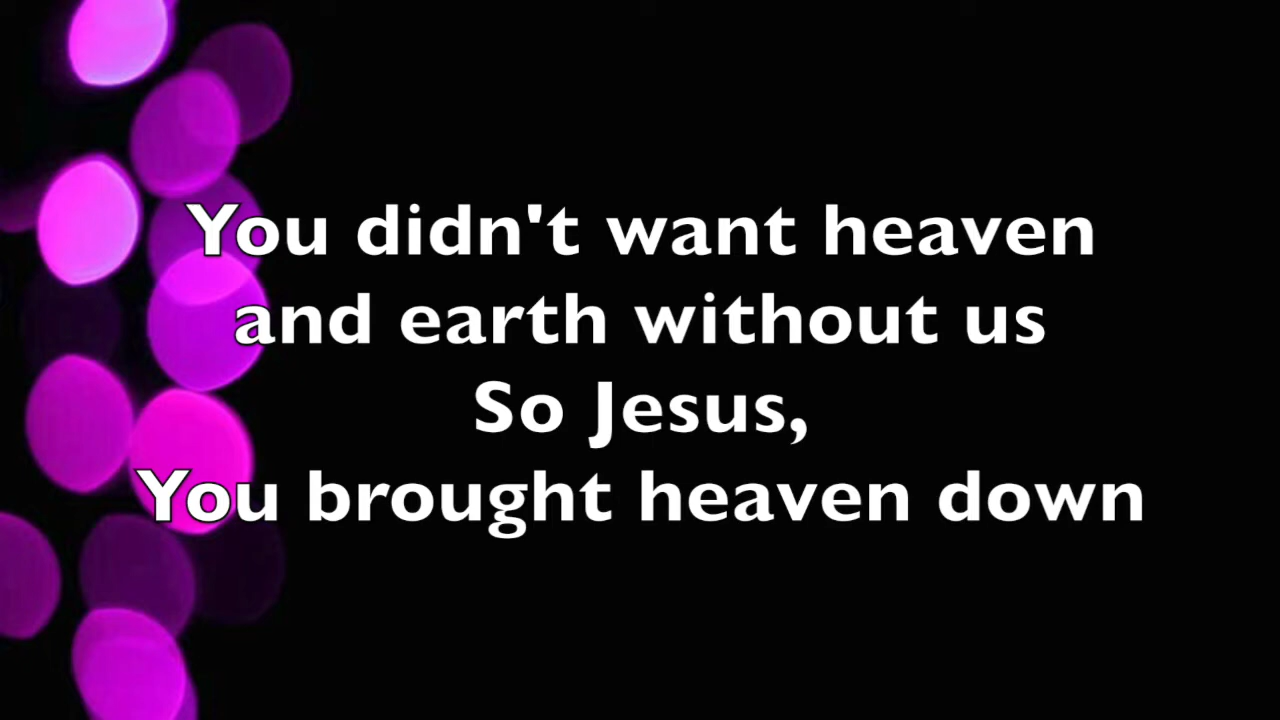 You didn't want heaven
and earth without us
So Jesus,
You brought heaven down